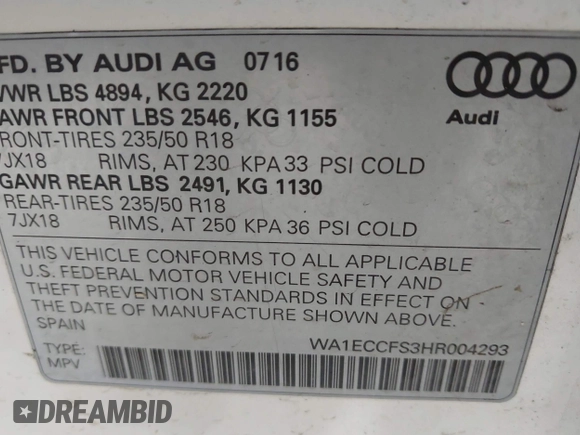 FD. BY AUDI AG 0716
VWR LBS 4894, KG 2220
AWR FRONT LBS 2546, KG 1155
RONT-TIRES 235/50 R18
7JX18 RIMS, AT 230 KPA 33 PSI COLD
GAWR REAR LBS 2491, KG 1130
REAR-TIRES 235/50 R18
7JX18 RIMS, AT 250 KPA 36 PSI COLD
Audi
THIS VEHICLE CONFORMS TO ALL APPLICABLE
U.S. FEDERAL MOTOR VEHICLE SAFETY AND
THEFT PREVENTION STANDARDS IN EFFECT ON
THE DATE OF MANUFACTURE SHOWN ABOVE.
SPAIN
WA1ECCFS3HR004293
TYPE:
MPV
DREAMBID